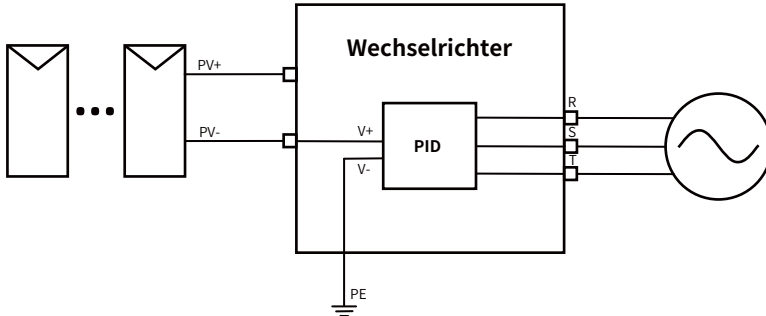 Wechselrichter
PV+
R
PV-
V+
S
PID
V-
T
PE